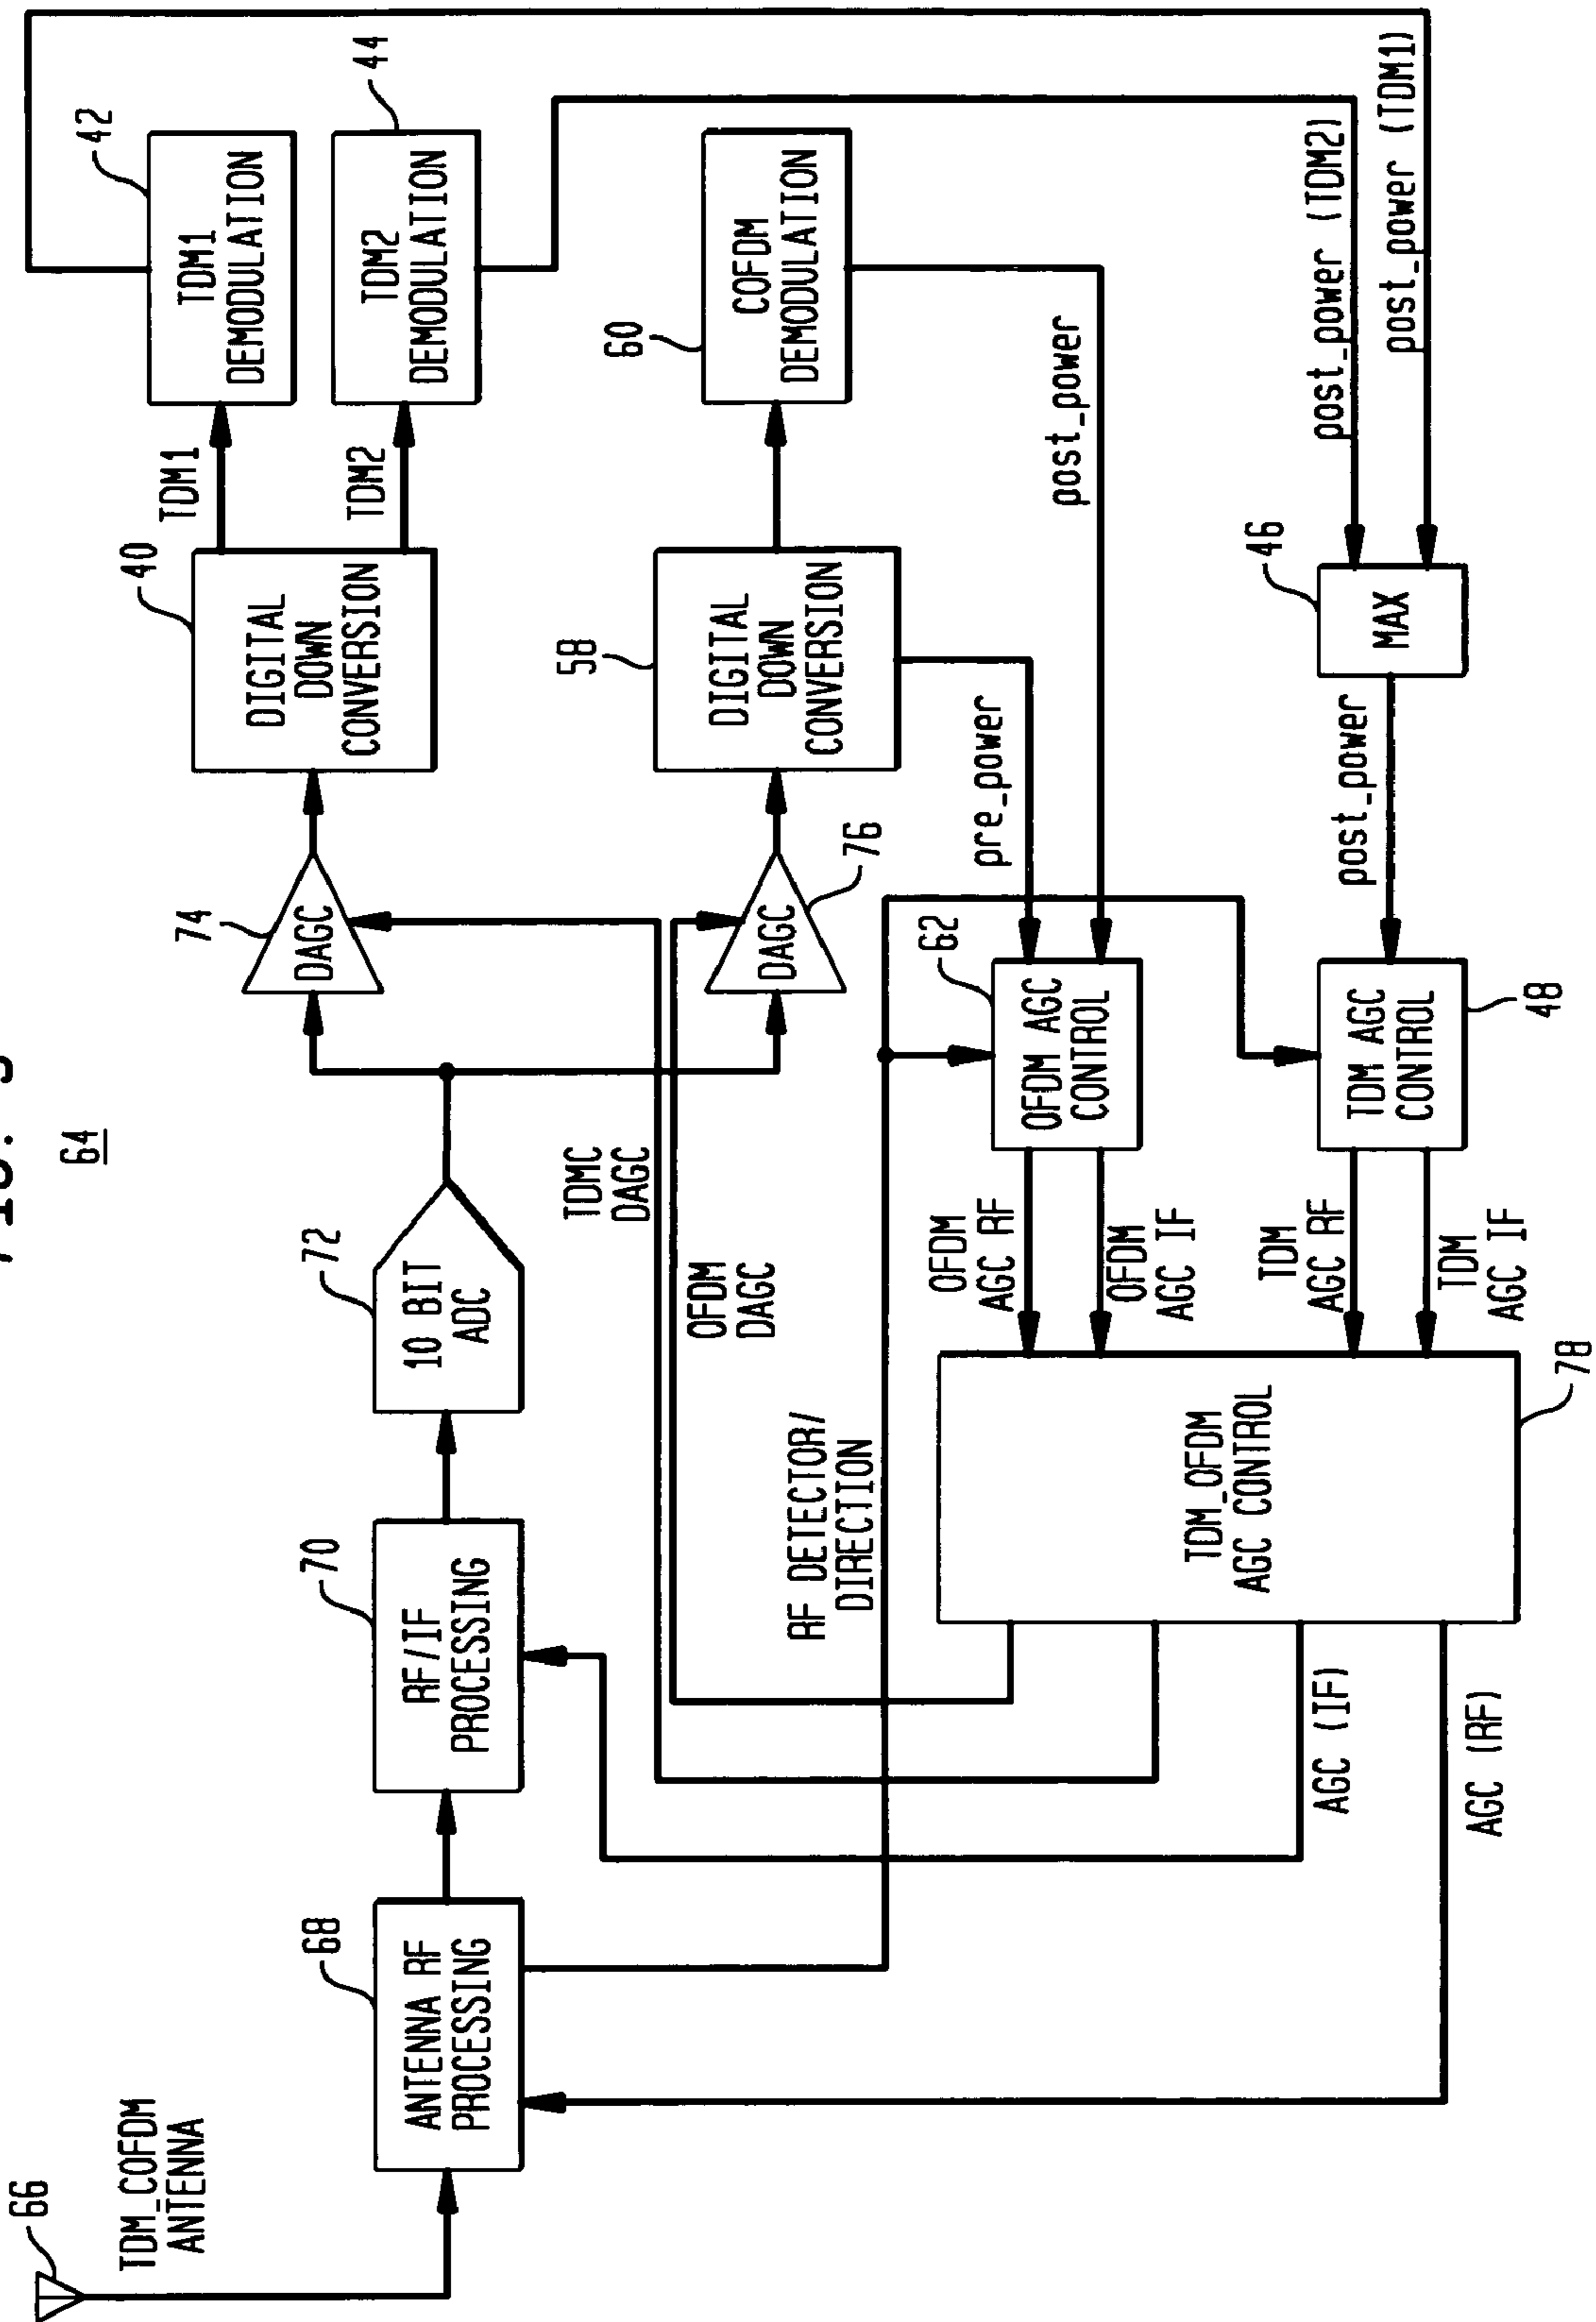 64
66
TDM_COFDM
ANTENNA
68
ANTENNA RF
PROCESSING
70
RF/IF
PROCESSING
72
10 BIT
ADC
74
DAGC
40
DIGITAL
DOWN
CONVERSION
TDM1
TDM2
42
TDM1
DEMODULATION
44
TDM2
DEMODULATION
76
DAGC
58
DIGITAL
DOWN
CONVERSION
60
COFDM
DEMODULATION
TDMC
DAGC
OFDM
DAGC
RF DETECTOR/
DIRECTION
pre_power
post_power
62
OFDM AGC
CONTROL
OFDM
AGC RF
OFDM
AGC IF
TDM_OFDM
AGC CONTROL
78
TDM
AGC RF
TDM
AGC IF
TDM AGC
CONTROL
48
post_power
46
MAX
post_power (TDM2)
post_power (TDM1)
AGC (IF)
AGC (RF)